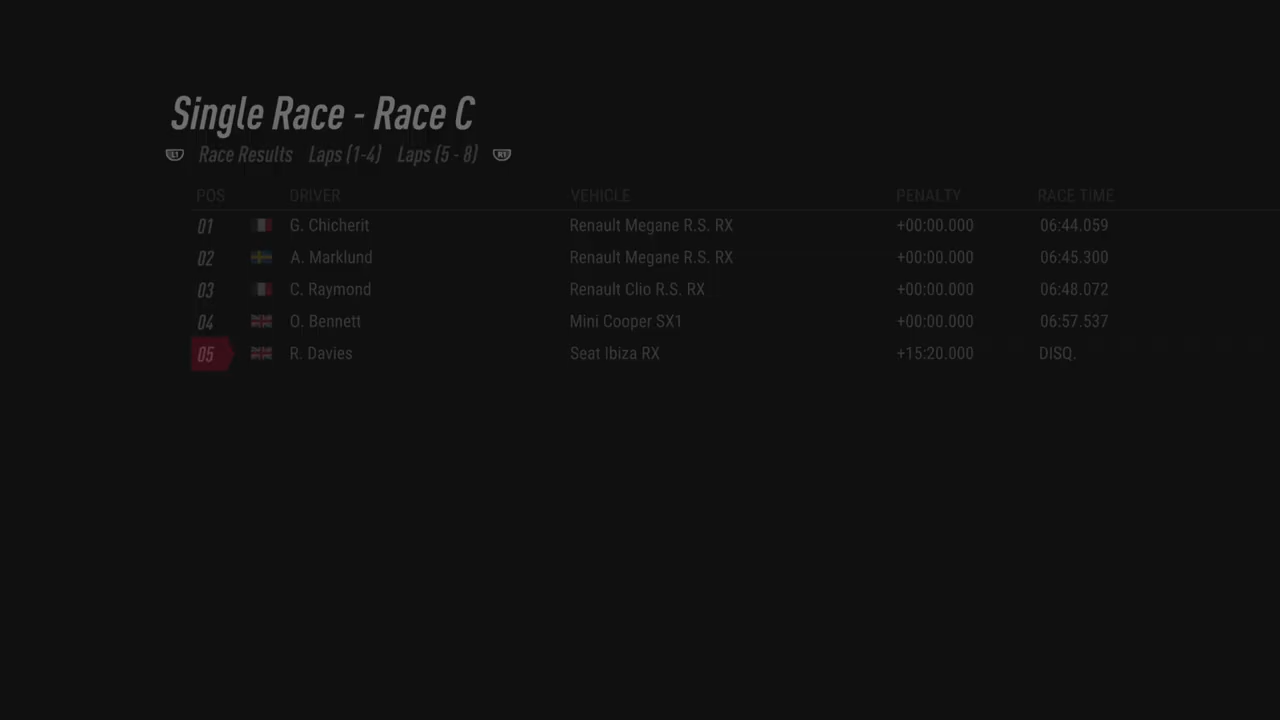 Single Race - Race C
L1 Race Results Laps (1-4) Laps (5 - 8) R1
POS DRIVER VEHICLE PENALTY RACE TIME
01 G. Chicherit Renault Megane R.S. RX +00:00.000 06:44.059
02 A. Marklund Renault Megane R.S. RX +00:00.000 06:45.300
03 C. Raymond Renault Clio R.S. RX +00:00.000 06:48.072
04 O. Bennett Mini Cooper SX1 +00:00.000 06:57.537
05 R. Davies Seat Ibiza RX +15:20.000 DISQ.